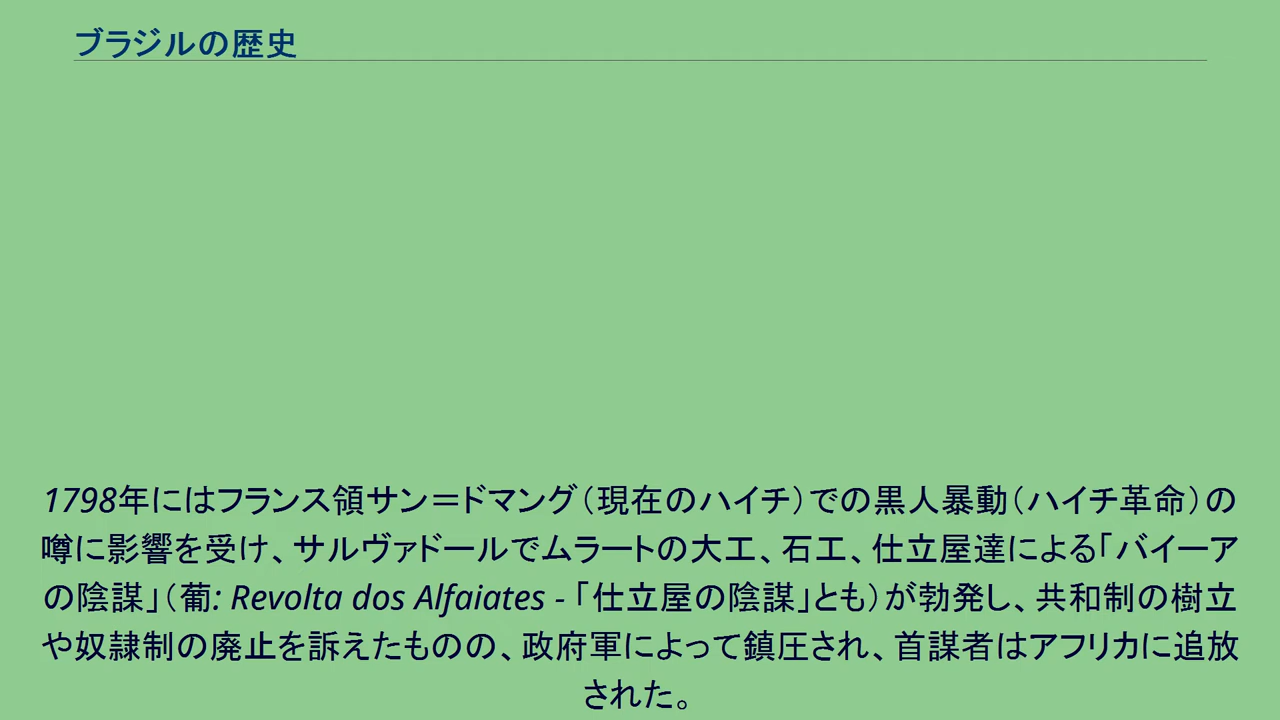 ブラジルの歴史
1798年にはフランス領サン＝ドマング（現在のハイチ）での黒人暴動（ハイチ革命）の
噂に影響を受け、サルヴァドールでムラートの大工、石工、仕立屋達による「バイーア
の陰謀」（葡: Revolta dos Alfaiates - 「仕立屋の陰謀」とも）が勃発し、共和制の樹立
や奴隷制の廃止を訴えたものの、政府軍によって鎮圧され、首謀者はアフリカに追放
された。